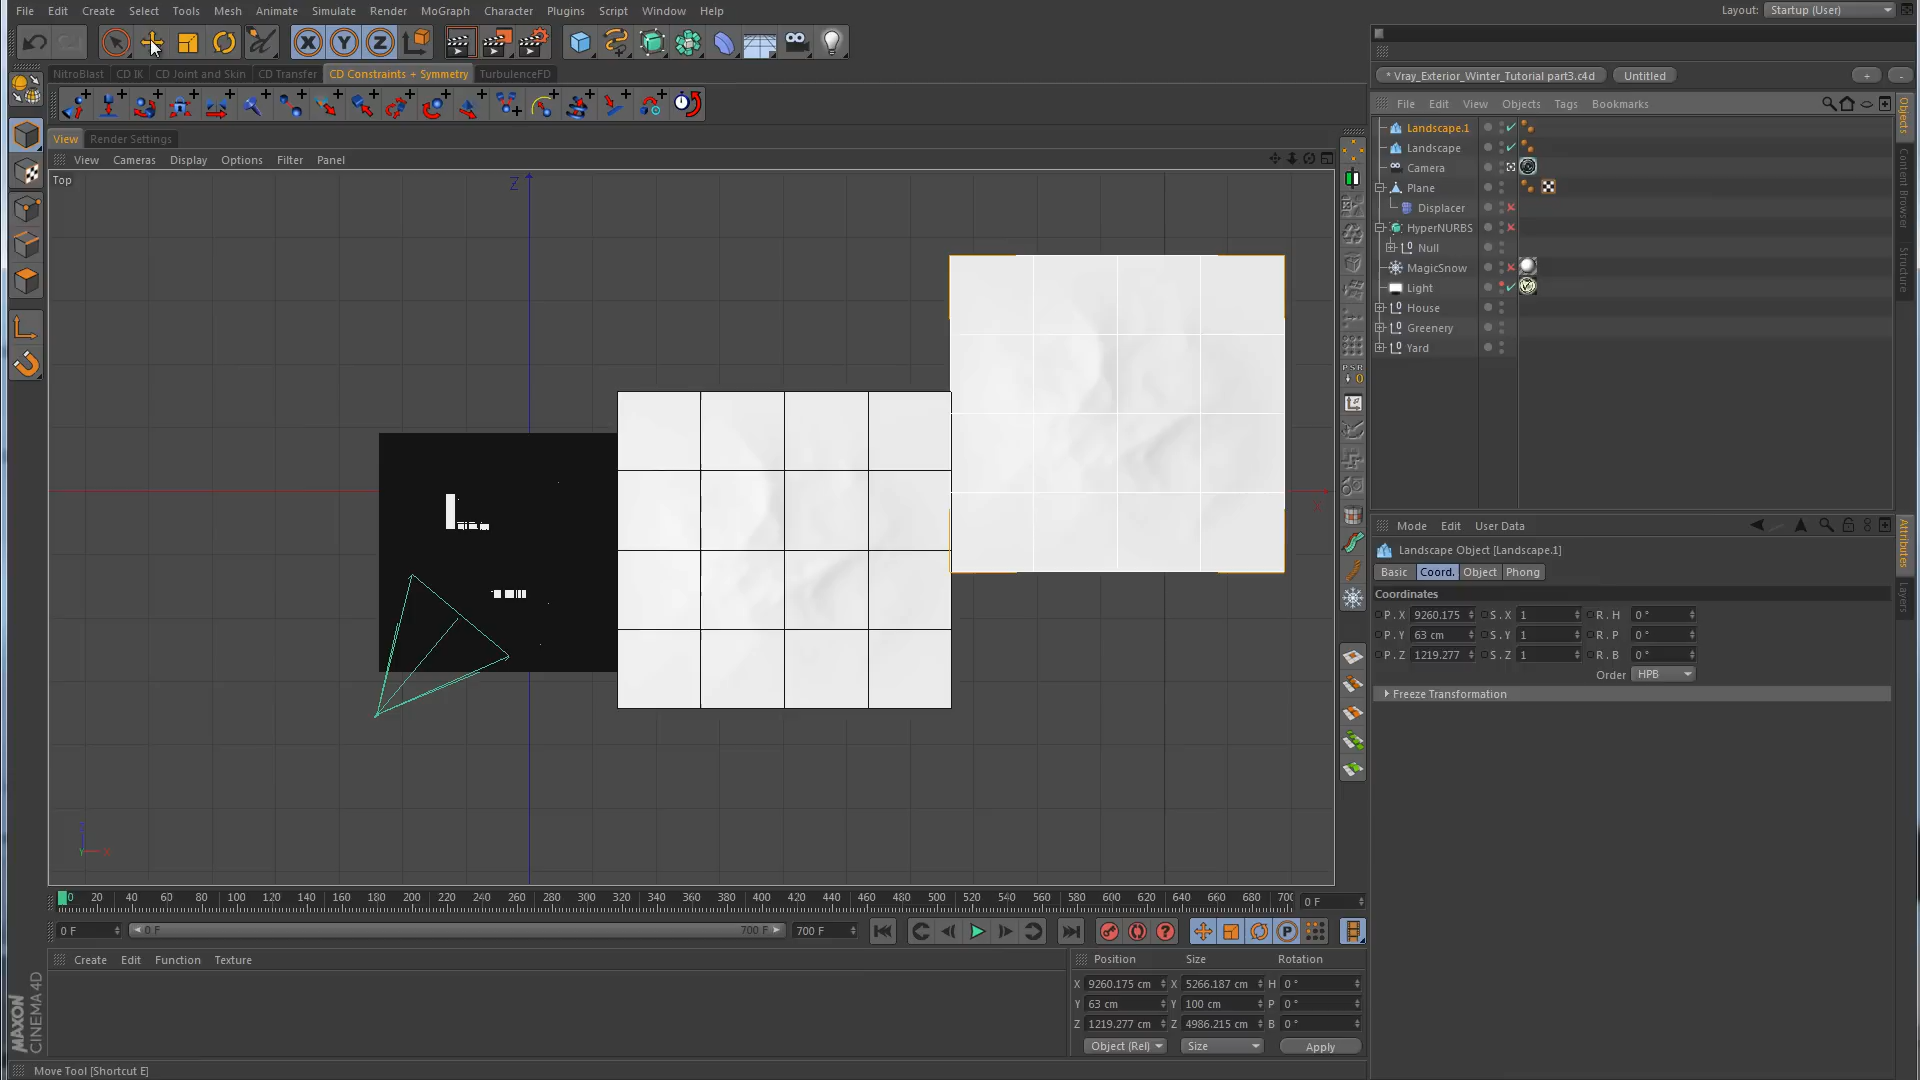 File Edit Create Select Tools Mesh Animate Simulate Render MoGraph Character Plugins Script Window Help
Layout: Startup (User)
NitroBlast CD IK CD Joint and Skin CD Transfer CD Constraints + Symmetry TurbulenceFD
* Vray_Exterior_Winter_Tutorial part3.c4d Untitled + -
File Edit View Objects Tags Bookmarks
View Render Settings
View Cameras Display Options Filter Panel
Top
Z
X
Y X
Landscape.1
Landscape
Camera
Plane
Displacer
HyperNURBS
Null
MagicSnow
Light
House
Greenery
Yard
Objects
Content Browser
Structure
PSR
0
Mode Edit User Data
Attributes
Layers
Landscape Object [Landscape.1]
Basic Coord. Object Phong
Coordinates
P . X 9260.175 S . X 1 R . H 0 °
P . Y 63 cm S . Y 1 R . P 0 °
P . Z 1219.277 S . Z 1 R . B 0 °
Order HPB
Freeze Transformation
0 20 40 60 80 100 120 140 160 180 200 220 240 260 280 300 320 340 360 380 400 420 440 460 480 500 520 540 560 580 600 620 640 660 680 700 0 F
0 F 0 F 700 F 700 F
Create Edit Function Texture
Position Size Rotation
X 9260.175 cm X 5266.187 cm H 0 °
Y 63 cm Y 100 cm P 0 °
Z 1219.277 cm Z 4986.215 cm B 0 °
Object (Rel) Size Apply
MAXON
CINEMA 4D
Move Tool [Shortcut E]